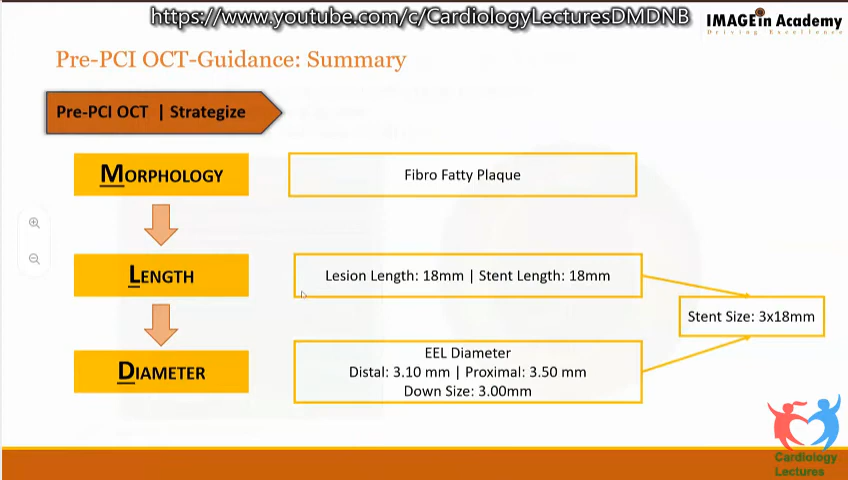 https://www.youtube.com/c/CardiologyLecturesDMDNB
IMAGEin Academy
Driving Excellence
Pre-PCI OCT-Guidance: Summary
Pre-PCI OCT | Strategize
MORPHOLOGY
Fibro Fatty Plaque
LENGTH
Lesion Length: 18mm | Stent Length: 18mm
Stent Size: 3x18mm
DIAMETER
EEL Diameter
Distal: 3.10 mm | Proximal: 3.50 mm
Down Size: 3.00mm
Cardiology
Lectures